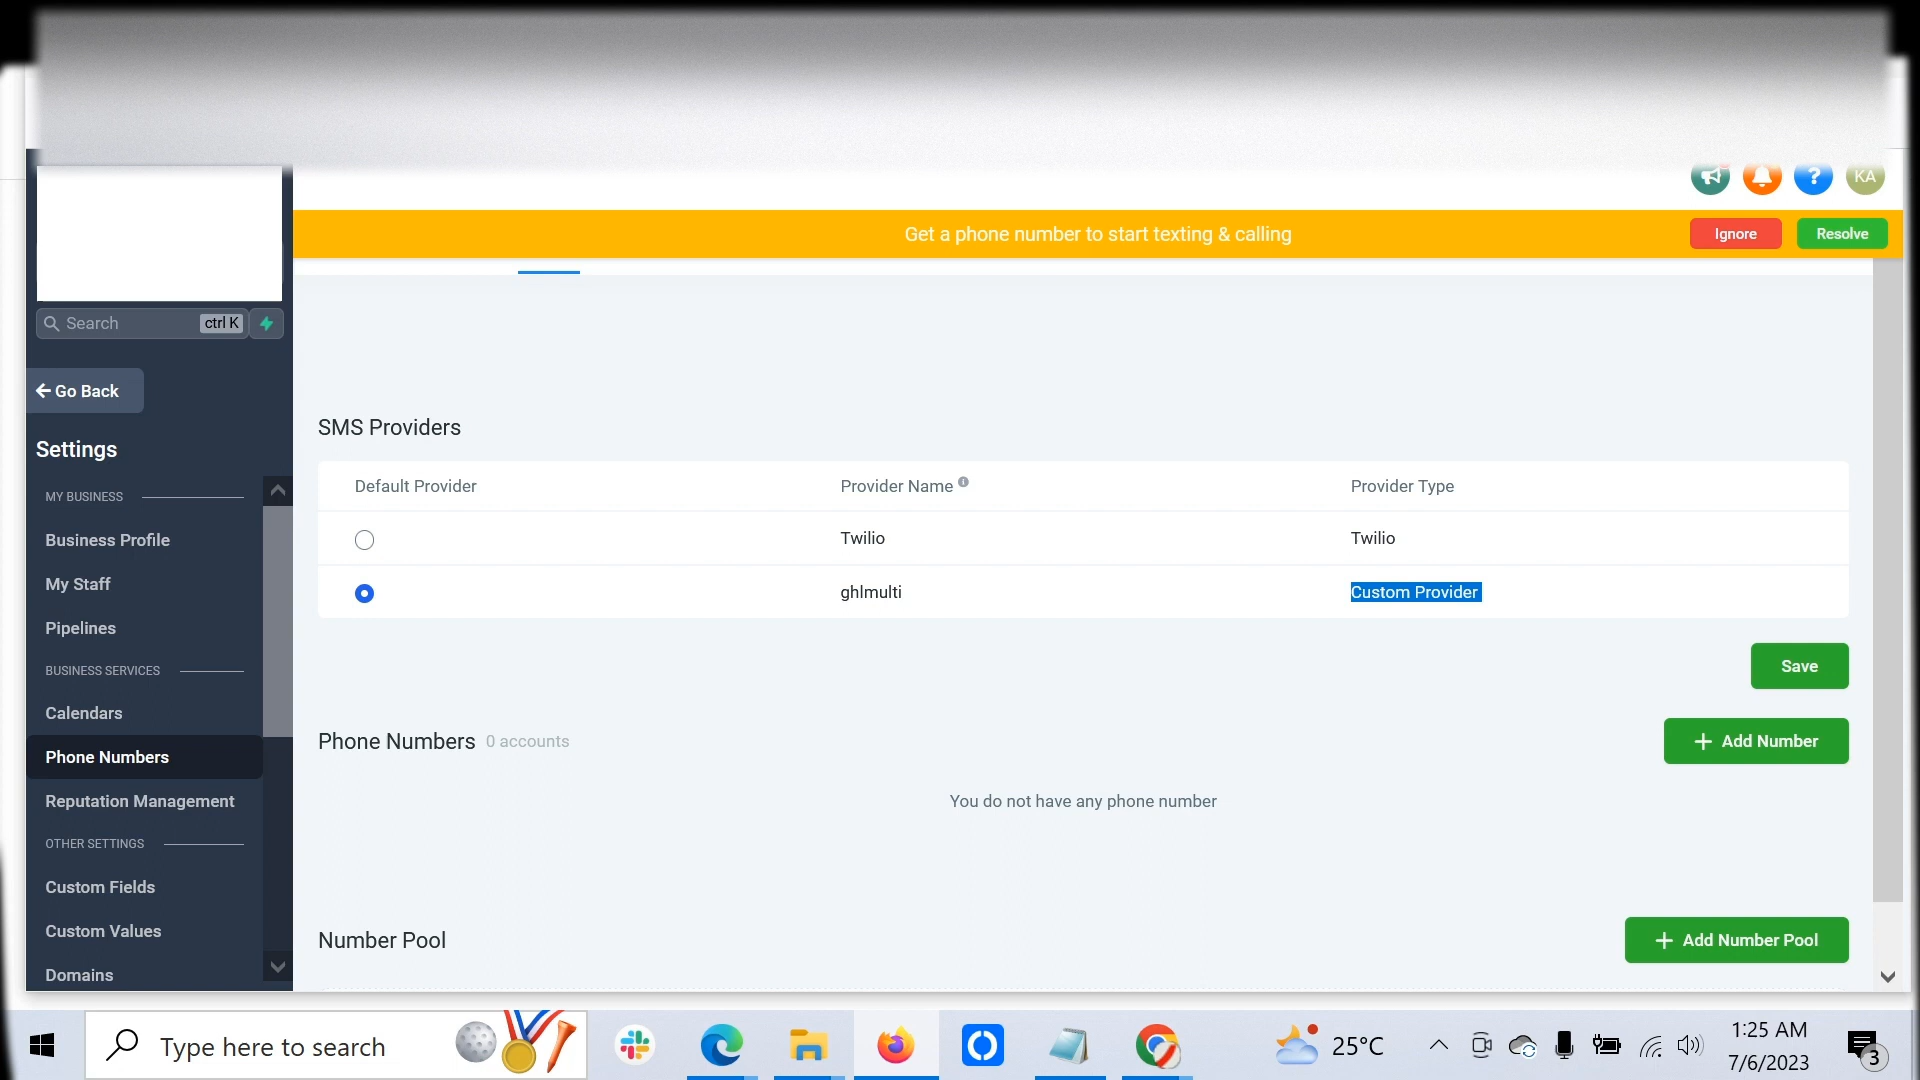 KA
Get a phone number to start texting & calling
Ignore
Resolve
Search
ctrl K
Go Back
Settings
MY BUSINESS
Business Profile
My Staff
Pipelines
BUSINESS SERVICES
Calendars
Phone Numbers
Reputation Management
OTHER SETTINGS
Custom Fields
Custom Values
Domains
SMS Providers
Default Provider
Provider Name
Provider Type
Twilio
Twilio
ghlmulti
Custom Provider
Save
Phone Numbers 0 accounts
+ Add Number
You do not have any phone number
Number Pool
+ Add Number Pool
Type here to search
25°C
1:25 AM
7/6/2023
3